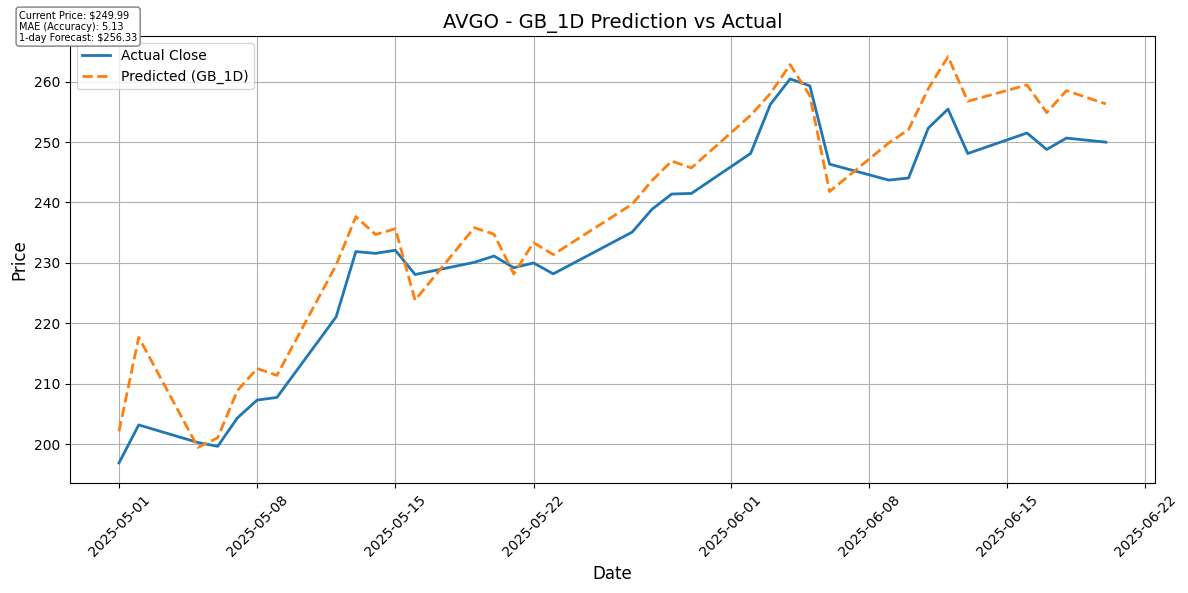 AVGO - GB_1D Prediction vs Actual
Current Price: $249.99
MAE (Accuracy): 5.13
1-day Forecast: $256.33
Actual Close
Predicted (GB_1D)
Price
260
250
240
230
220
210
200
2025-05-01
2025-05-08
2025-05-15
2025-05-22
2025-06-01
2025-06-08
2025-06-15
2025-06-22
Date